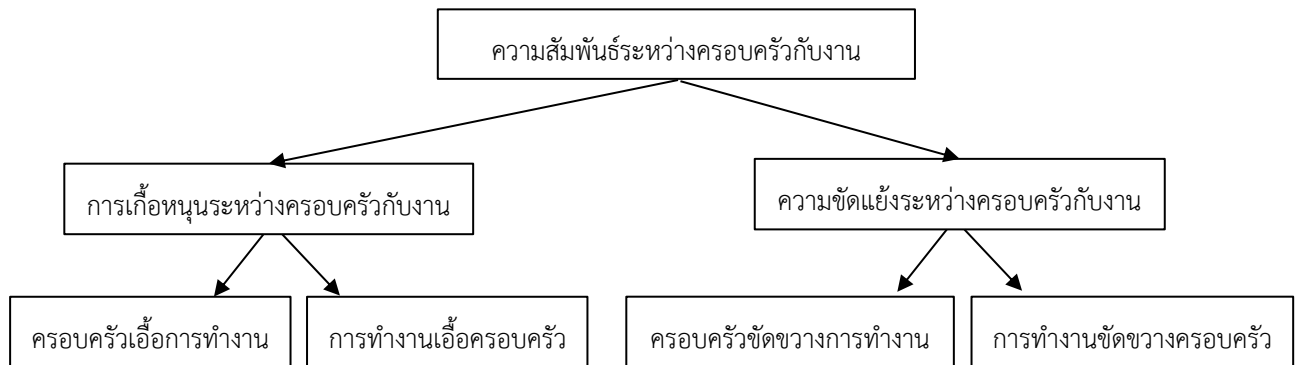 ความสัมพันธ์ระหว่างครอบครัวกับงาน
การเกื้อหนุนระหว่างครอบครัวกับงาน
ความขัดแย้งระหว่างครอบครัวกับงาน
ครอบครัวเอื้อการทำงาน
การทำงานเอื้อครอบครัว
ครอบครัวขัดขวางการทำงาน
การทำงานขัดขวางครอบครัว